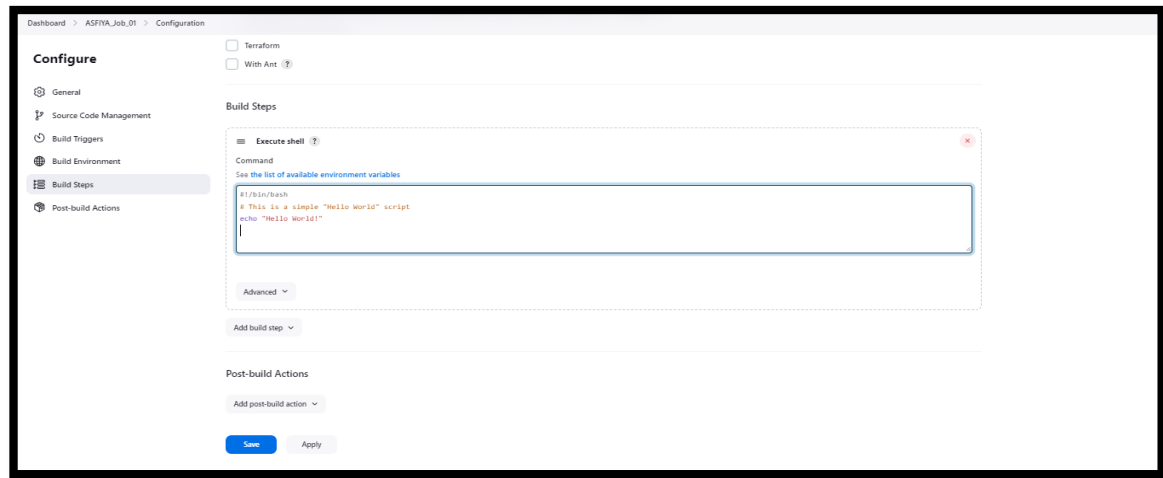 Dashboard > ASFIYA_Job_01 > Configuration
Configure
General
Source Code Management
Build Triggers
Build Environment
Build Steps
Post-build Actions
Terraform
With Ant ?
Build Steps
Execute shell ?
Command
See the list of available environment variables
#!/bin/bash
# This is a simple "Hello World" script
echo "Hello World!"
Advanced
Add build step
Post-build Actions
Add post-build action
Save Apply